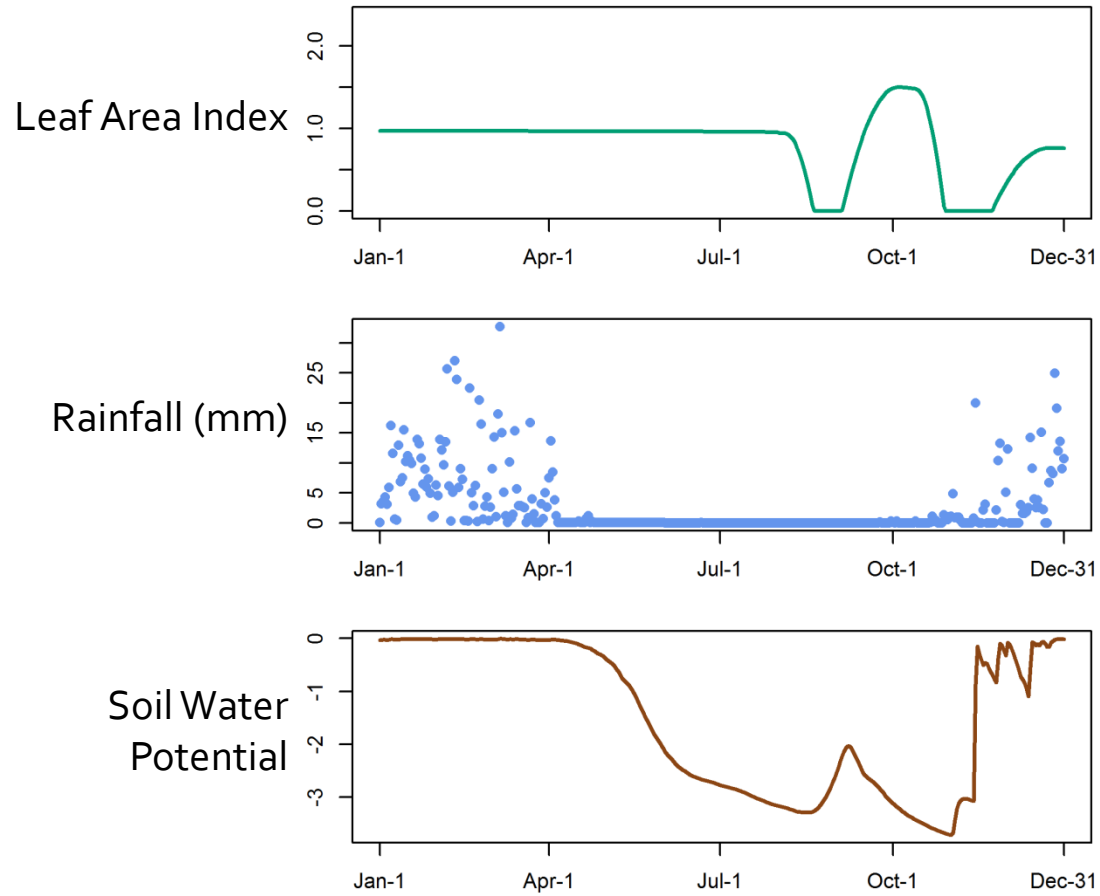 Leaf Area Index
2.0
1.0
0.0
Jan-1 Apr-1 Jul-1 Oct-1 Dec-31
Rainfall (mm)
25
15
5
0
Jan-1 Apr-1 Jul-1 Oct-1 Dec-31
Soil Water
Potential
0
-1
-2
-3
Jan-1 Apr-1 Jul-1 Oct-1 Dec-31